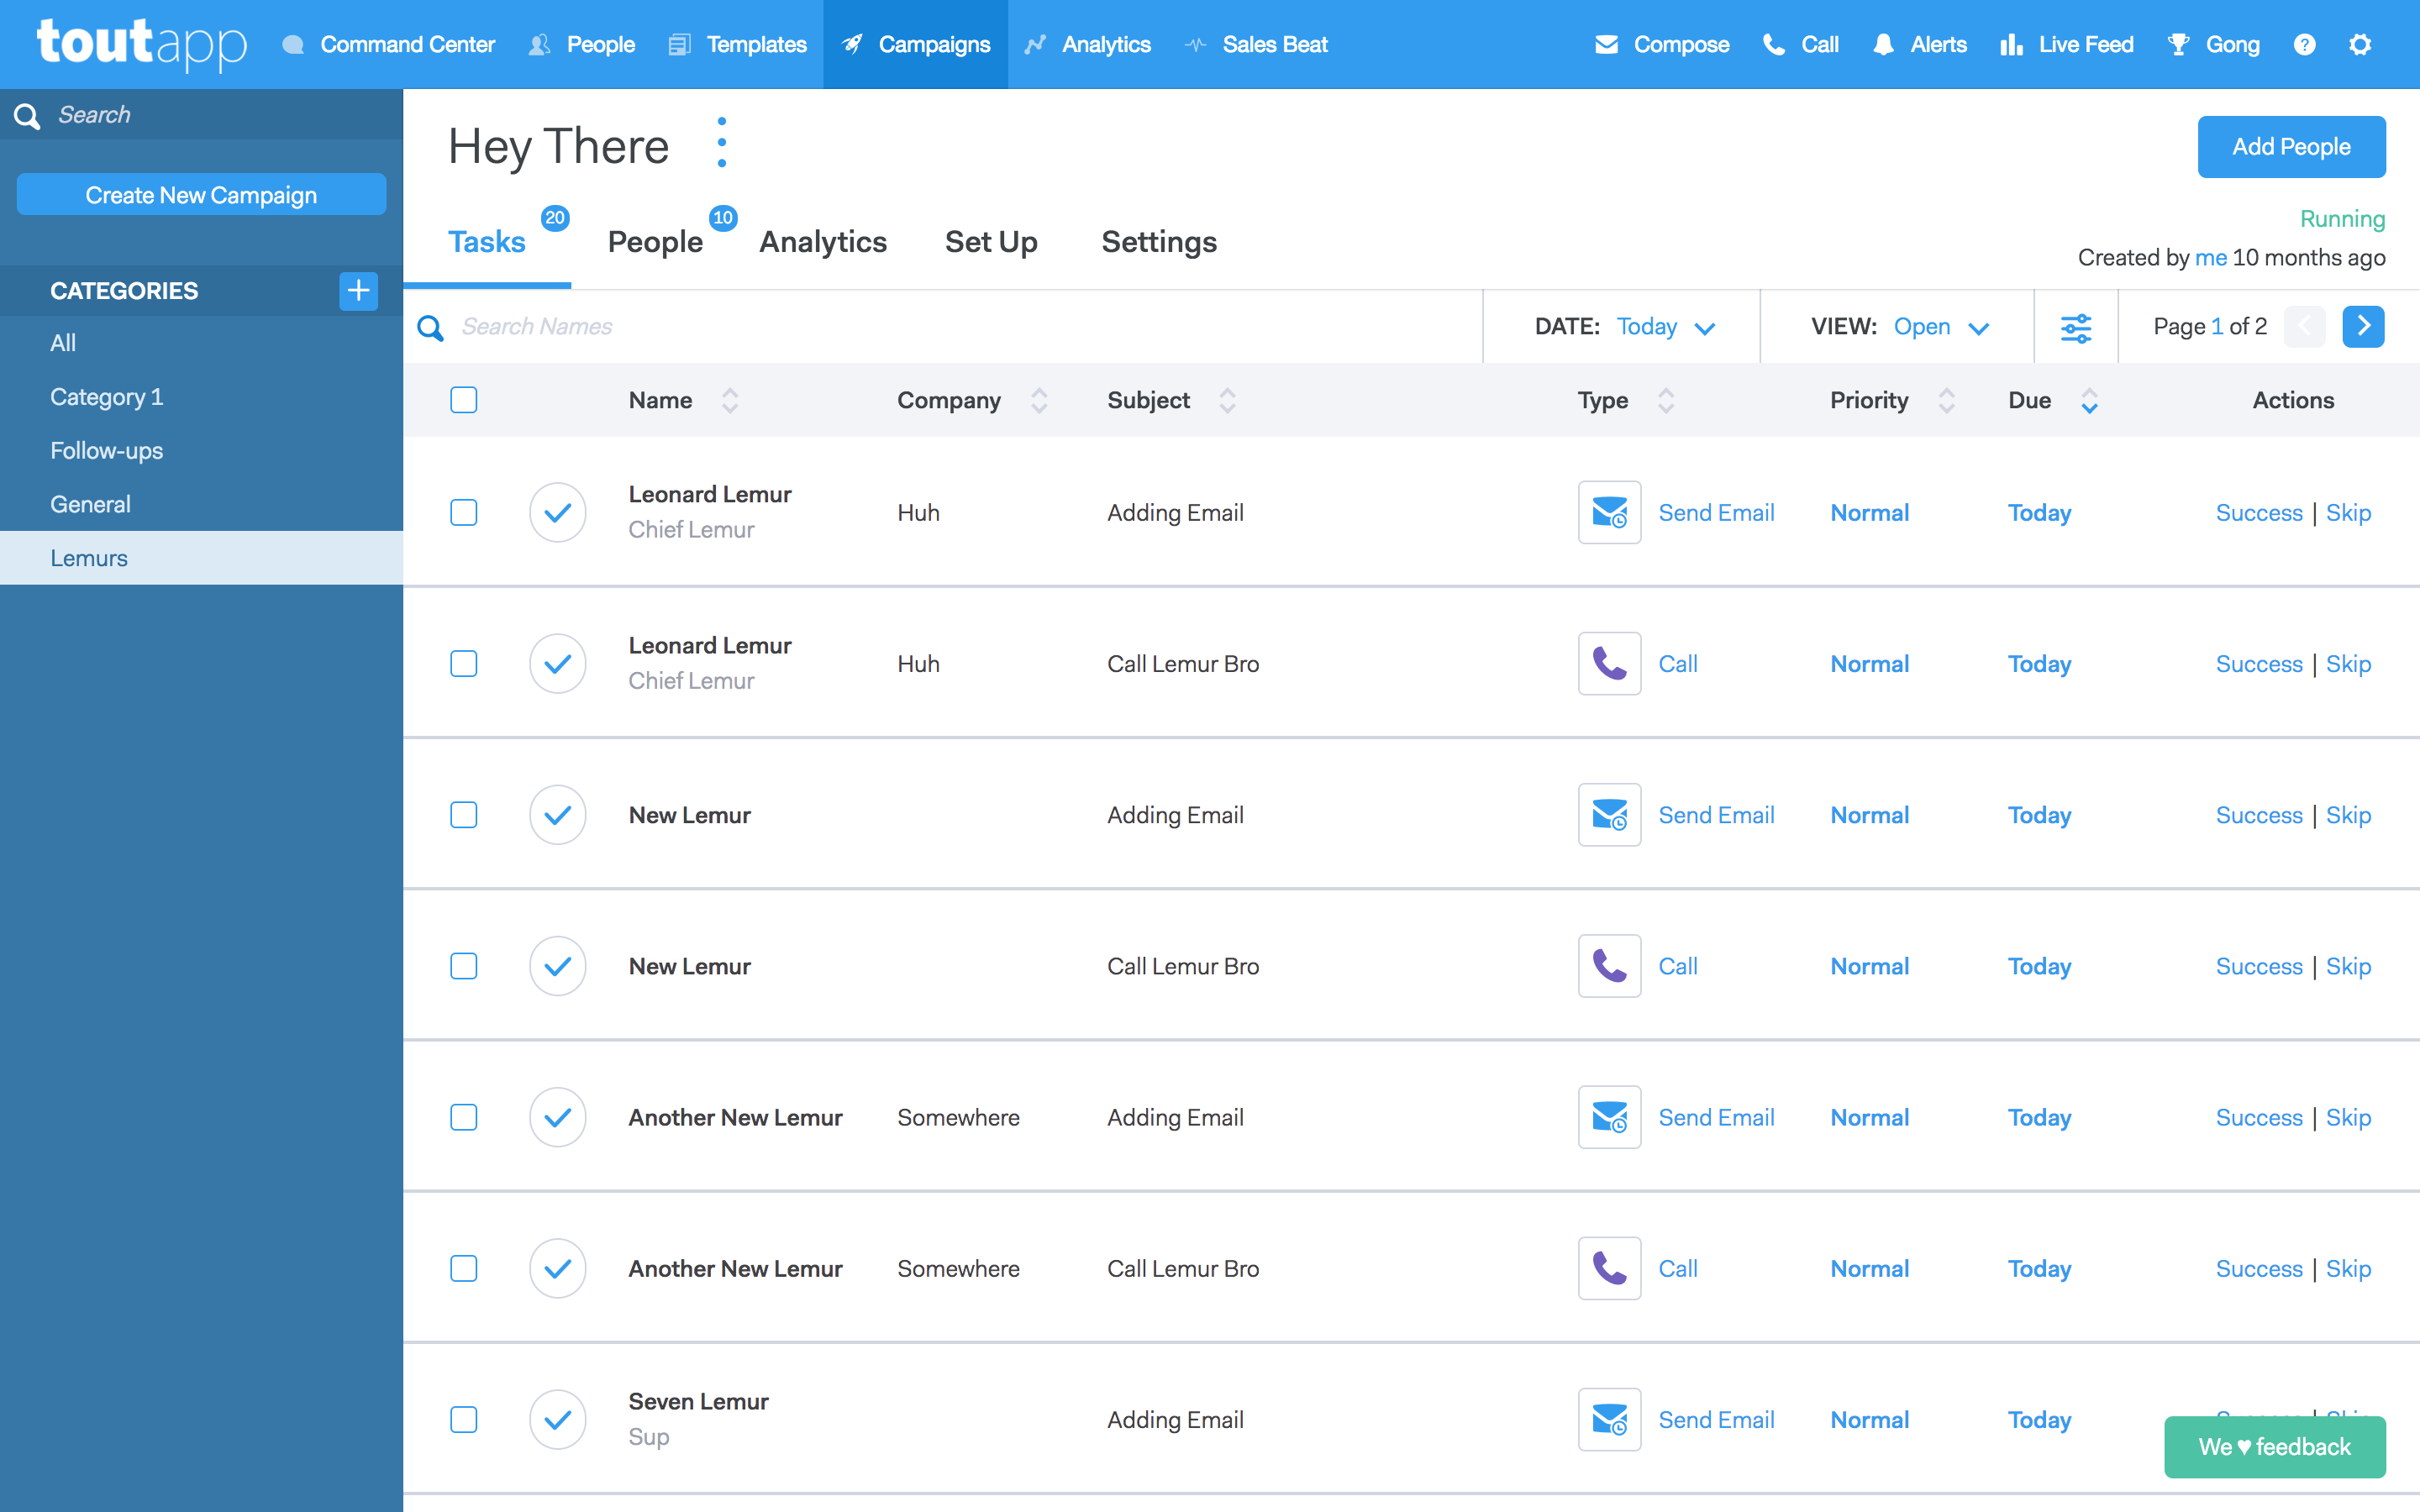 toutapp
Command Center
People
Templates
Campaigns
Analytics
Sales Beat
Compose
Call
Alerts
Live Feed
Gong
?
Search
Create New Campaign
CATEGORIES
All
Category 1
Follow-ups
General
Lemurs
Hey There
Add People
Tasks 20
People 10
Analytics
Set Up
Settings
Running
Created by me 10 months ago
Search Names
DATE: Today
VIEW: Open
Page 1 of 2
Name Company Subject Type Priority Due Actions
Leonard Lemur
Chief Lemur
Huh Adding Email Send Email Normal Today Success | Skip
Leonard Lemur
Chief Lemur
Huh Call Lemur Bro Call Normal Today Success | Skip
New Lemur Adding Email Send Email Normal Today Success | Skip
New Lemur Call Lemur Bro Call Normal Today Success | Skip
Another New Lemur Somewhere Adding Email Send Email Normal Today Success | Skip
Another New Lemur Somewhere Call Lemur Bro Call Normal Today Success | Skip
Seven Lemur
Sup
Adding Email Send Email Normal Today
We ♥ feedback